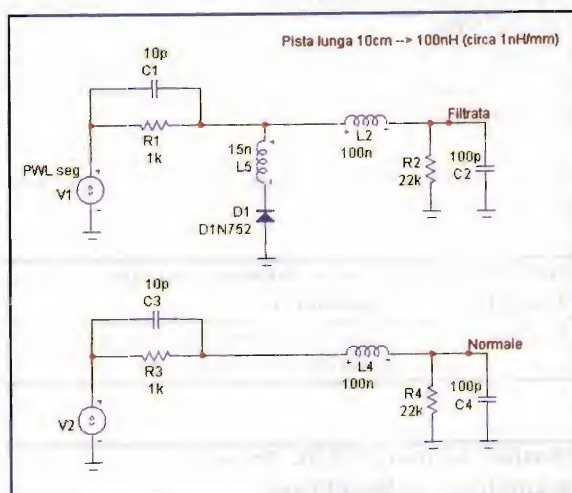 Pista lunga 10cm --> 100nH (circa 1nH/mm)
10p
C1
R1
1k
PWL seg
V1
15n
L5
D1
D1N752
L2
100n
Filtrata
R2
22k
100p
C2
10p
C3
R3
1k
V2
L4
100n
Normale
R4
22k
100p
C4